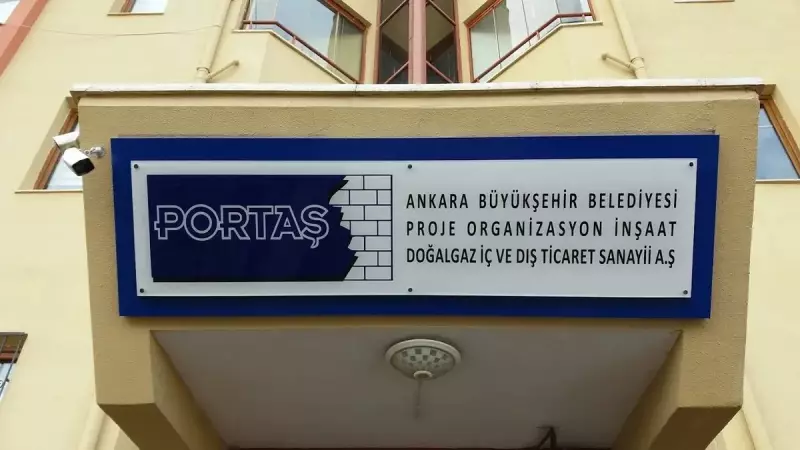 PORTAŞ
ANKARA BÜYÜKŞEHİR BELEDİYESİ
PROJE ORGANİZASYON İNŞAAT
DOĞALGAZ İÇ VE DIŞ TİCARET SANAYİİ A.Ş